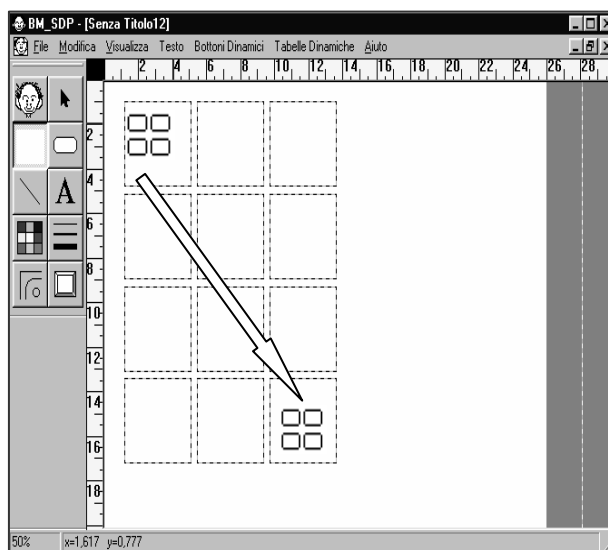 BM_SDP - [Senza Titolo12]
File Modifica Visualizza Testo Bottoni Dinamici Tabelle Dinamiche Aiuto
2 4 6 8 10 12 14 16 18 20 22 24 26 28
2
4
A
6
8
10
12
14
16
18
50% x=1,617 y=0,777